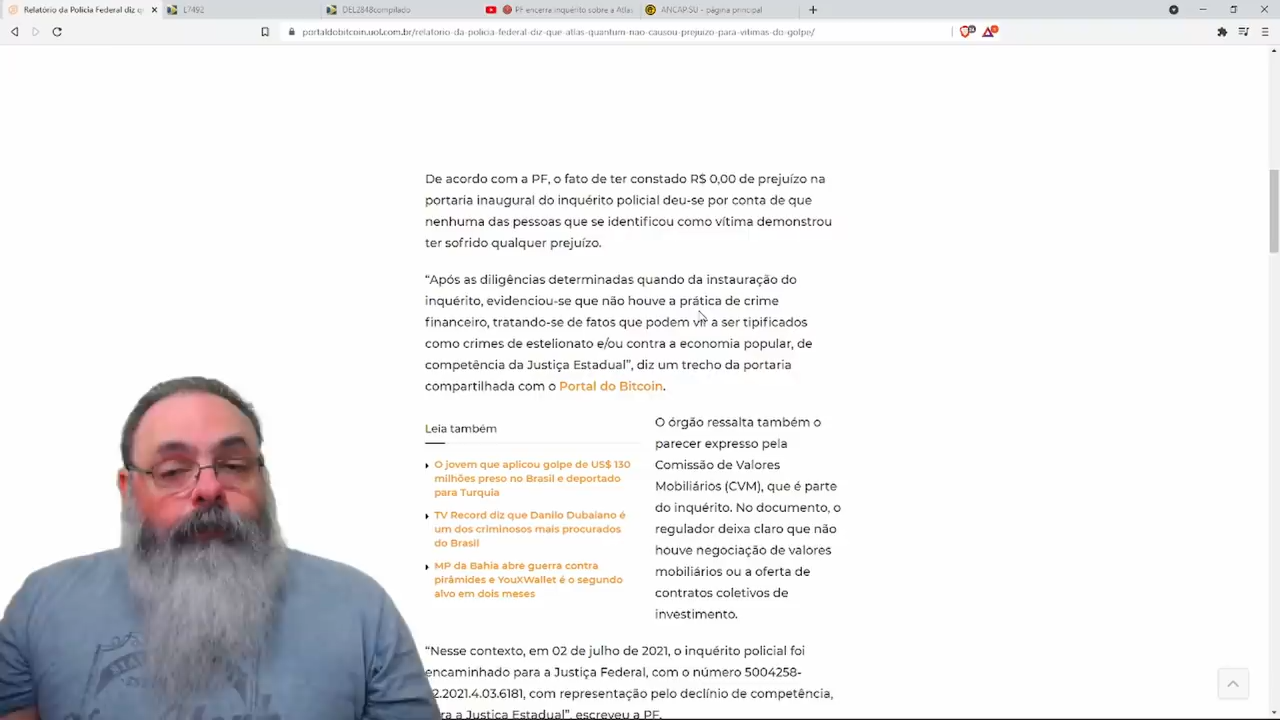 Relatório da Polícia Federal diz q
L7492
DEL2848compilado
PF encerra inquérito sobre a Atlas
ANCAP.SU - página principal
portaldobitcoin.uol.com.br/relatorio-da-policia-federal-diz-que-atlas-quantum-nao-causou-prejuizo-para-vitimas-do-golpe/
De acordo com a PF, o fato de ter constado R$ 0,00 de prejuízo na
portaria inaugural do inquérito policial deu-se por conta de que
nenhuma das pessoas que se identificou como vítima demonstrou
ter sofrido qualquer prejuízo.
“Após as diligências determinadas quando da instauração do
inquérito, evidenciou-se que não houve a prática de crime
financeiro, tratando-se de fatos que podem vir a ser tipificados
como crimes de estelionato e/ou contra a economia popular, de
competência da Justiça Estadual”, diz um trecho da portaria
compartilhada com o Portal do Bitcoin.
Leia também
O jovem que aplicou golpe de US$ 130
milhões preso no Brasil e deportado
para Turquia
TV Record diz que Danilo Dubaiano é
um dos criminosos mais procurados
do Brasil
MP da Bahia abre guerra contra
pirâmides e YouXWallet é o segundo
alvo em dois meses
O órgão ressalta também o
parecer expresso pela
Comissão de Valores
Mobiliários (CVM), que é parte
do inquérito. No documento, o
regulador deixa claro que não
houve negociação de valores
mobiliários ou a oferta de
contratos coletivos de
investimento.
“Nesse contexto, em 02 de julho de 2021, o inquérito policial foi
encaminhado para a Justiça Federal, com o número 5004258-
2.2021.4.03.6181, com representação pelo declínio de competência,
a a Justiça Estadual”, escreveu a PF.